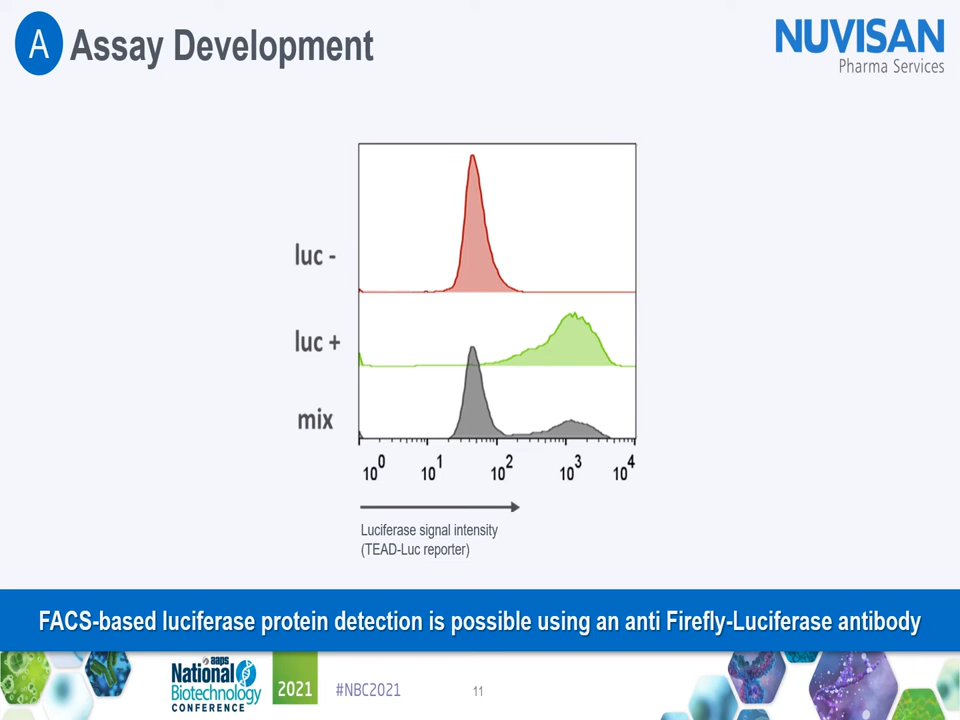 A Assay Development
NUVISAN
Pharma Services
luc -
luc +
mix
10^0 10^1 10^2 10^3 10^4
Luciferase signal intensity
(TEAD-Luc reporter)
FACS-based luciferase protein detection is possible using an anti Firefly-Luciferase antibody
aaps
National
Biotechnology
CONFERENCE
2021
#NBC2021
11